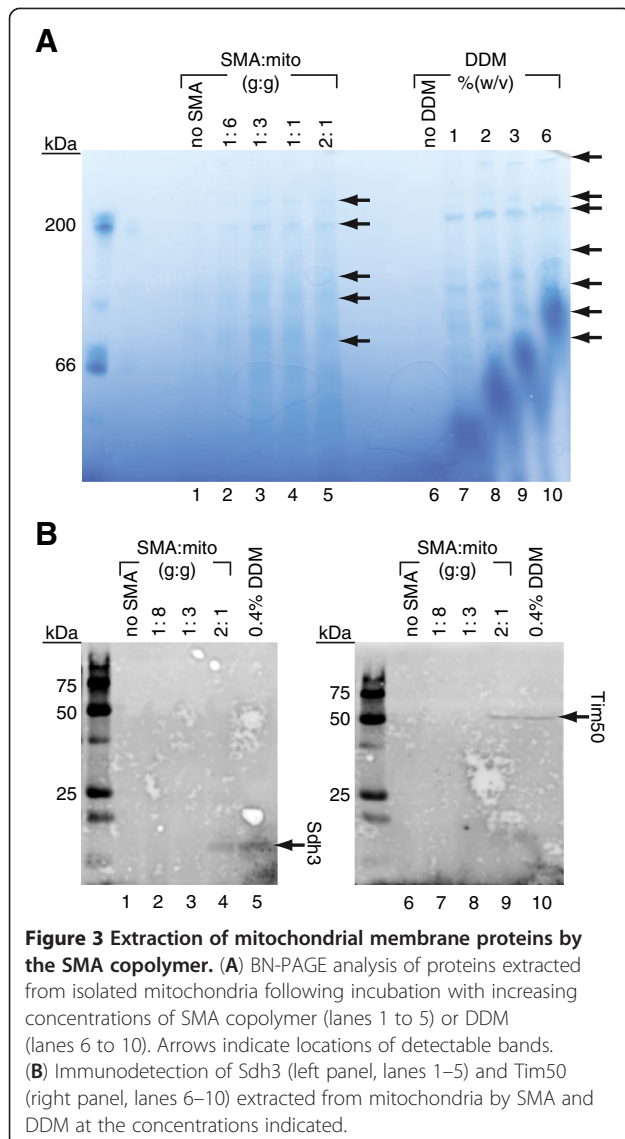 A
SMA:mito
(g:g)
DDM
%(w/v)
no SMA 1:6 1:3 1:1 2:1
no DDM 1 2 3 6
kDa
200
66
1 2 3 4 5 6 7 8 9 10
B
SMA:mito
(g:g)
no SMA 1:8 1:3 2:1 0.4% DDM
kDa
75
50
25
Sdh3
1 2 3 4 5
SMA:mito
(g:g)
no SMA 1:8 1:3 2:1 0.4% DDM
kDa
75
50
25
Tim50
6 7 8 9 10
Figure 3 Extraction of mitochondrial membrane proteins by
the SMA copolymer. (A) BN-PAGE analysis of proteins extracted
from isolated mitochondria following incubation with increasing
concentrations of SMA copolymer (lanes 1 to 5) or DDM
(lanes 6 to 10). Arrows indicate locations of detectable bands.
(B) Immunodetection of Sdh3 (left panel, lanes 1–5) and Tim50
(right panel, lanes 6–10) extracted from mitochondria by SMA and
DDM at the concentrations indicated.